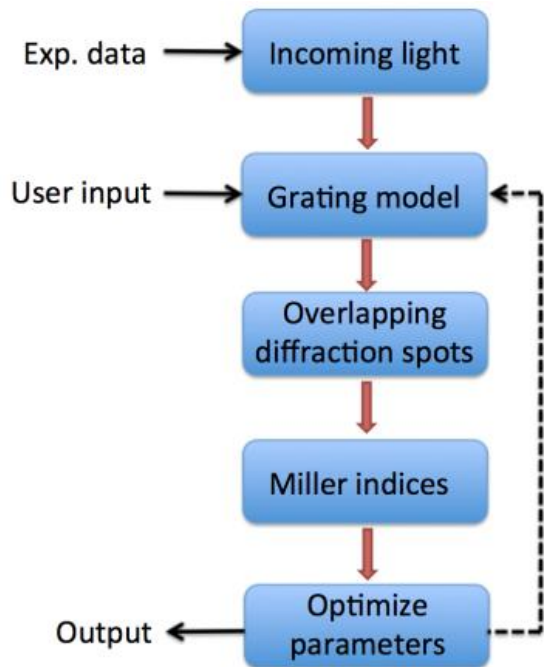 Exp. data
Incoming light
User input
Grating model
Overlapping
diffraction spots
Miller indices
Output
Optimize
parameters